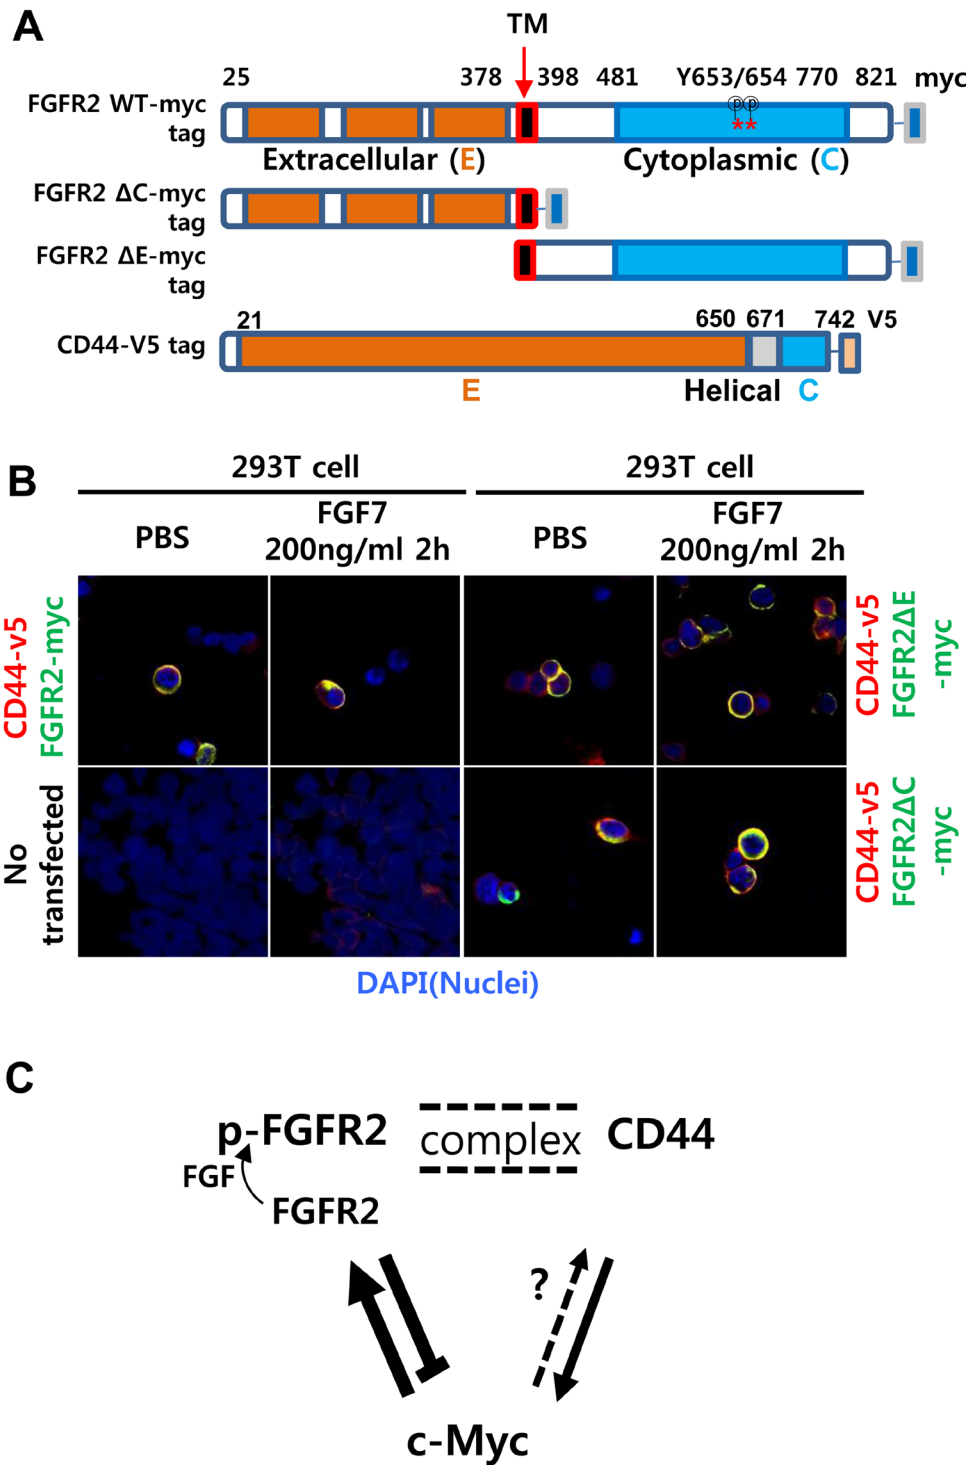 A
TM
25 378 398 481 Y653/654 770 821 myc
FGFR2 WT-myc
tag
p p
**
Extracellular (E) Cytoplasmic (C)
FGFR2 ΔC-myc
tag
FGFR2 ΔE-myc
tag
21 650 671 742 V5
CD44-V5 tag
E Helical C
B
293T cell 293T cell
PBS FGF7
200ng/ml 2h
PBS FGF7
200ng/ml 2h
CD44-v5
FGFR2-myc
CD44-v5
FGFR2ΔE
-myc
No
transfected
CD44-v5
FGFR2ΔC
-myc
DAPI(Nuclei)
C
p-FGFR2 complex CD44
FGF
FGFR2
?
c-Myc